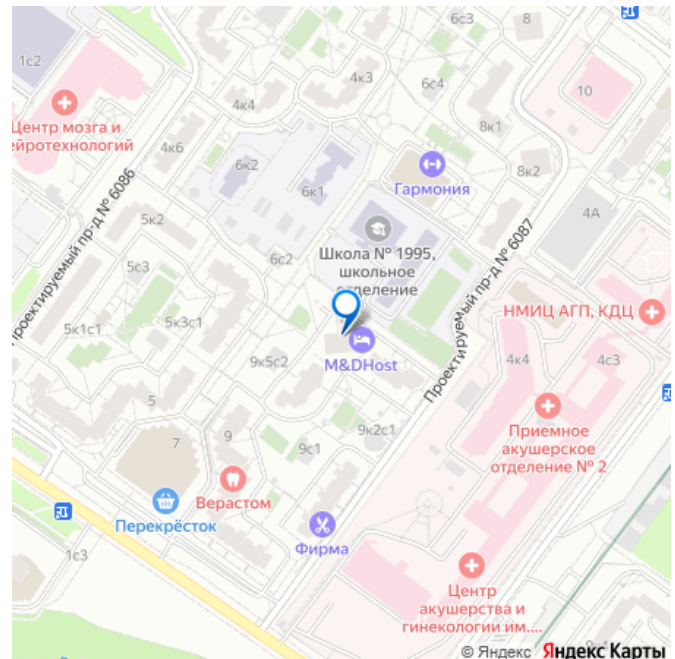 6с3
8
1с2
4к3
6с4
10
Центр мозга и
ейротехнологий
4к4
8к1
4к6
6к2
Гармония
8к2
6к1
4А
Проектируемый пр-д № 6086
5к2
Школа № 1995,
школьное
отделение
Проектируемый пр-д № 6087
6с2
5с3
НМИЦ АГП, КДЦ
5к1с1
5к3с1
9к5с2
M&DHost
4к4
4с3
5
7
9
9с1
9к2с1
Приемное
акушерское
отделение № 2
Верастом
Перекрёсток
Фирма
1с3
Центр
акушерства и
гинекологии им....
© Яндекс Яндекс Карты